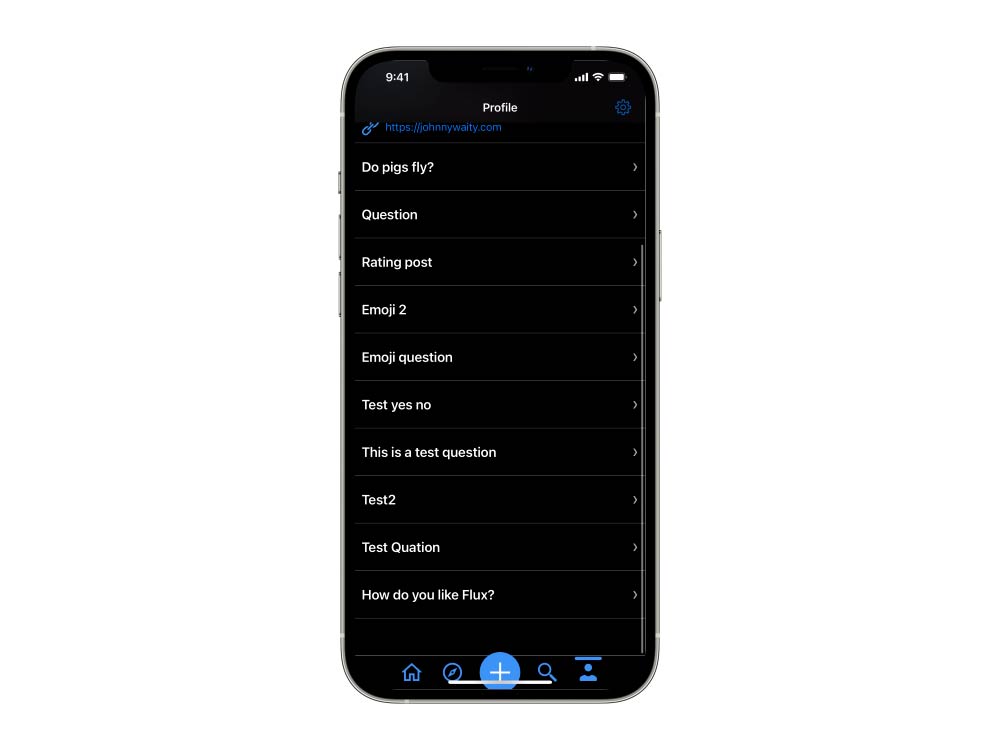 9:41
Profile
https://johnnywaity.com
Do pigs fly?
Question
Rating post
Emoji 2
Emoji question
Test yes no
This is a test question
Test2
Test Quation
How do you like Flux?